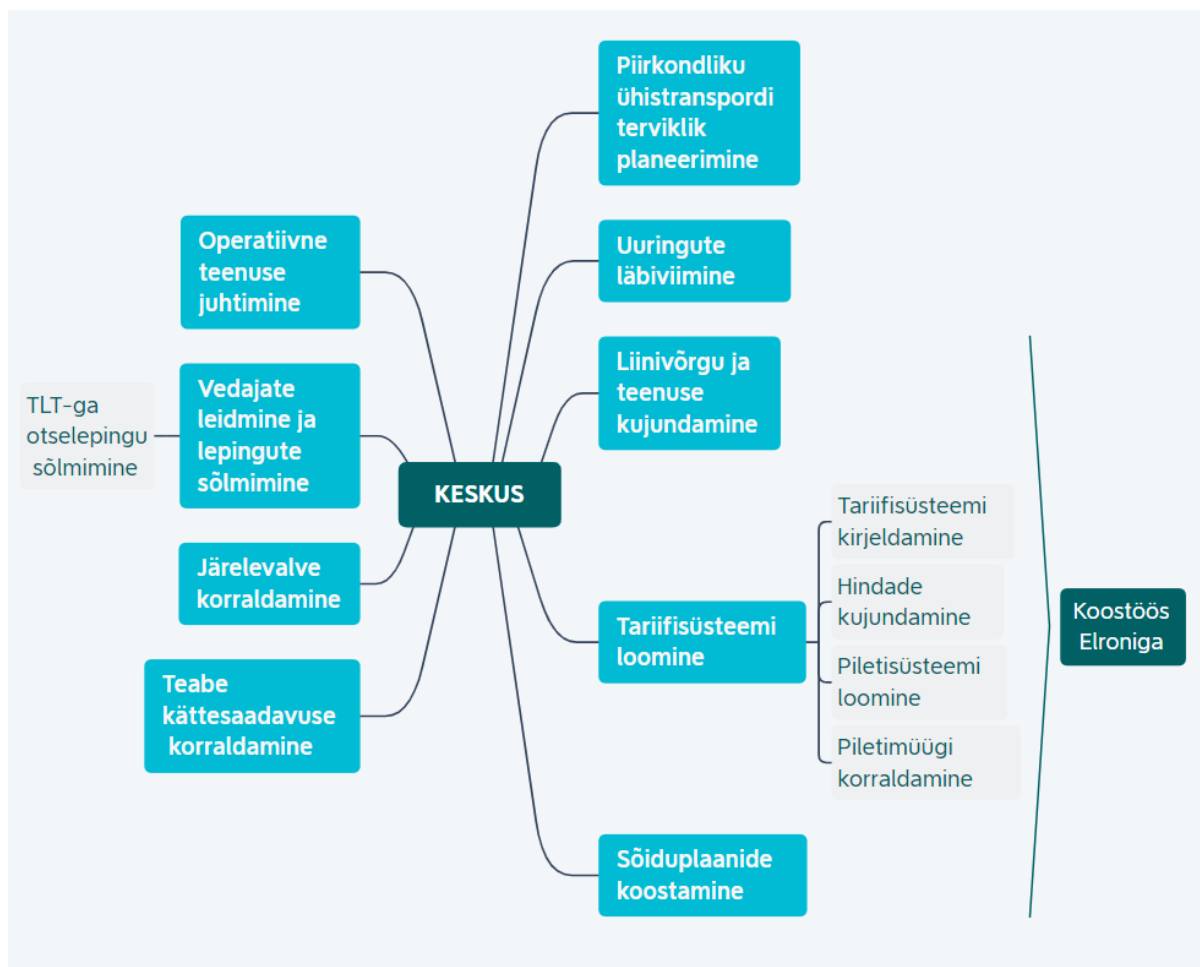 Piirkondliku
ühistranspordi
terviklik
planeerimine
Operatiivne
teenuse
juhtimine
Uuringute
läbiviimine
Vedajate
leidmine ja
lepingute
sõlmimine
TLT-ga
otselepingu
sõlmimine
Liinivõrgu ja
teenuse
kujundamine
KESKUS
Järelevalve
korraldamine
Teabe
kättesaadavuse
korraldamine
Tariifisüsteemi
loomine
Tariifisüsteemi
kirjeldamine
Hindade
kujundamine
Piletisüsteemi
loomine
Piletimüügi
korraldamine
Koostöös
Elroniga
Sõiduplaanide
koostamine